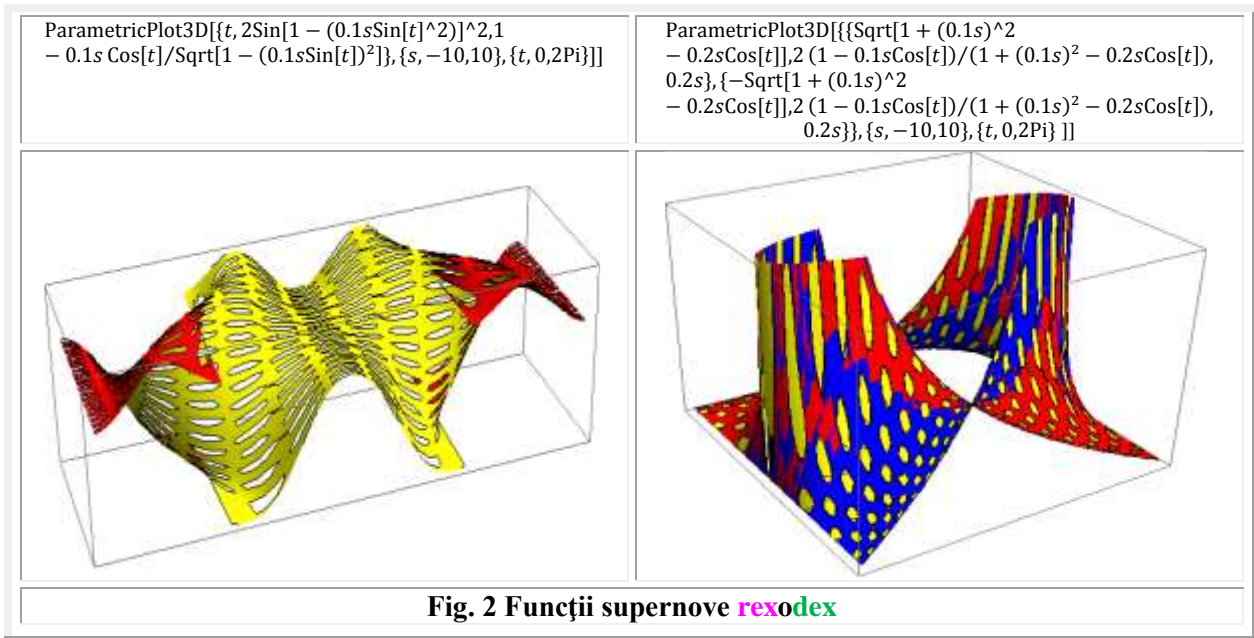 ParametricPlot3D[{t, 2Sin[1 − (0.1sSin[t]^2)]^2,1
− 0.1s Cos[t]/Sqrt[1 − (0.1sSin[t])²]},{s, −10,10}, {t, 0,2Pi}]]
ParametricPlot3D[{{Sqrt[1 + (0.1s)^2
− 0.2sCos[t]],2 (1 − 0.1sCos[t])/(1 + (0.1s)² − 0.2sCos[t]),
0.2s}, {−Sqrt[1 + (0.1s)^2
− 0.2sCos[t]],2 (1 − 0.1sCos[t])/(1 + (0.1s)² − 0.2sCos[t]),
0.2s}}, {s, −10,10}, {t, 0,2Pi} ]]
Fig. 2 Funcţii supernove rexodex